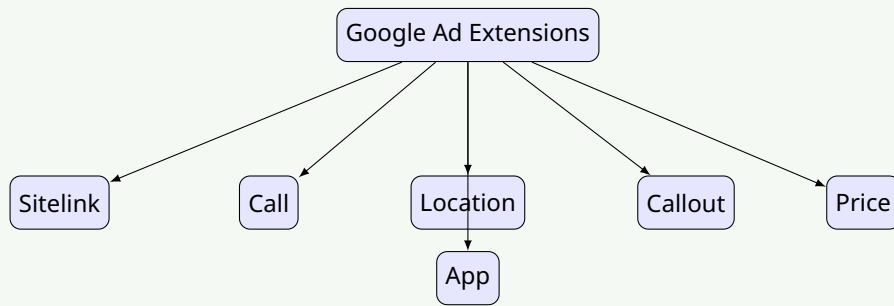 Google Ad Extensions
Sitelink
Call
Location
Callout
Price
App